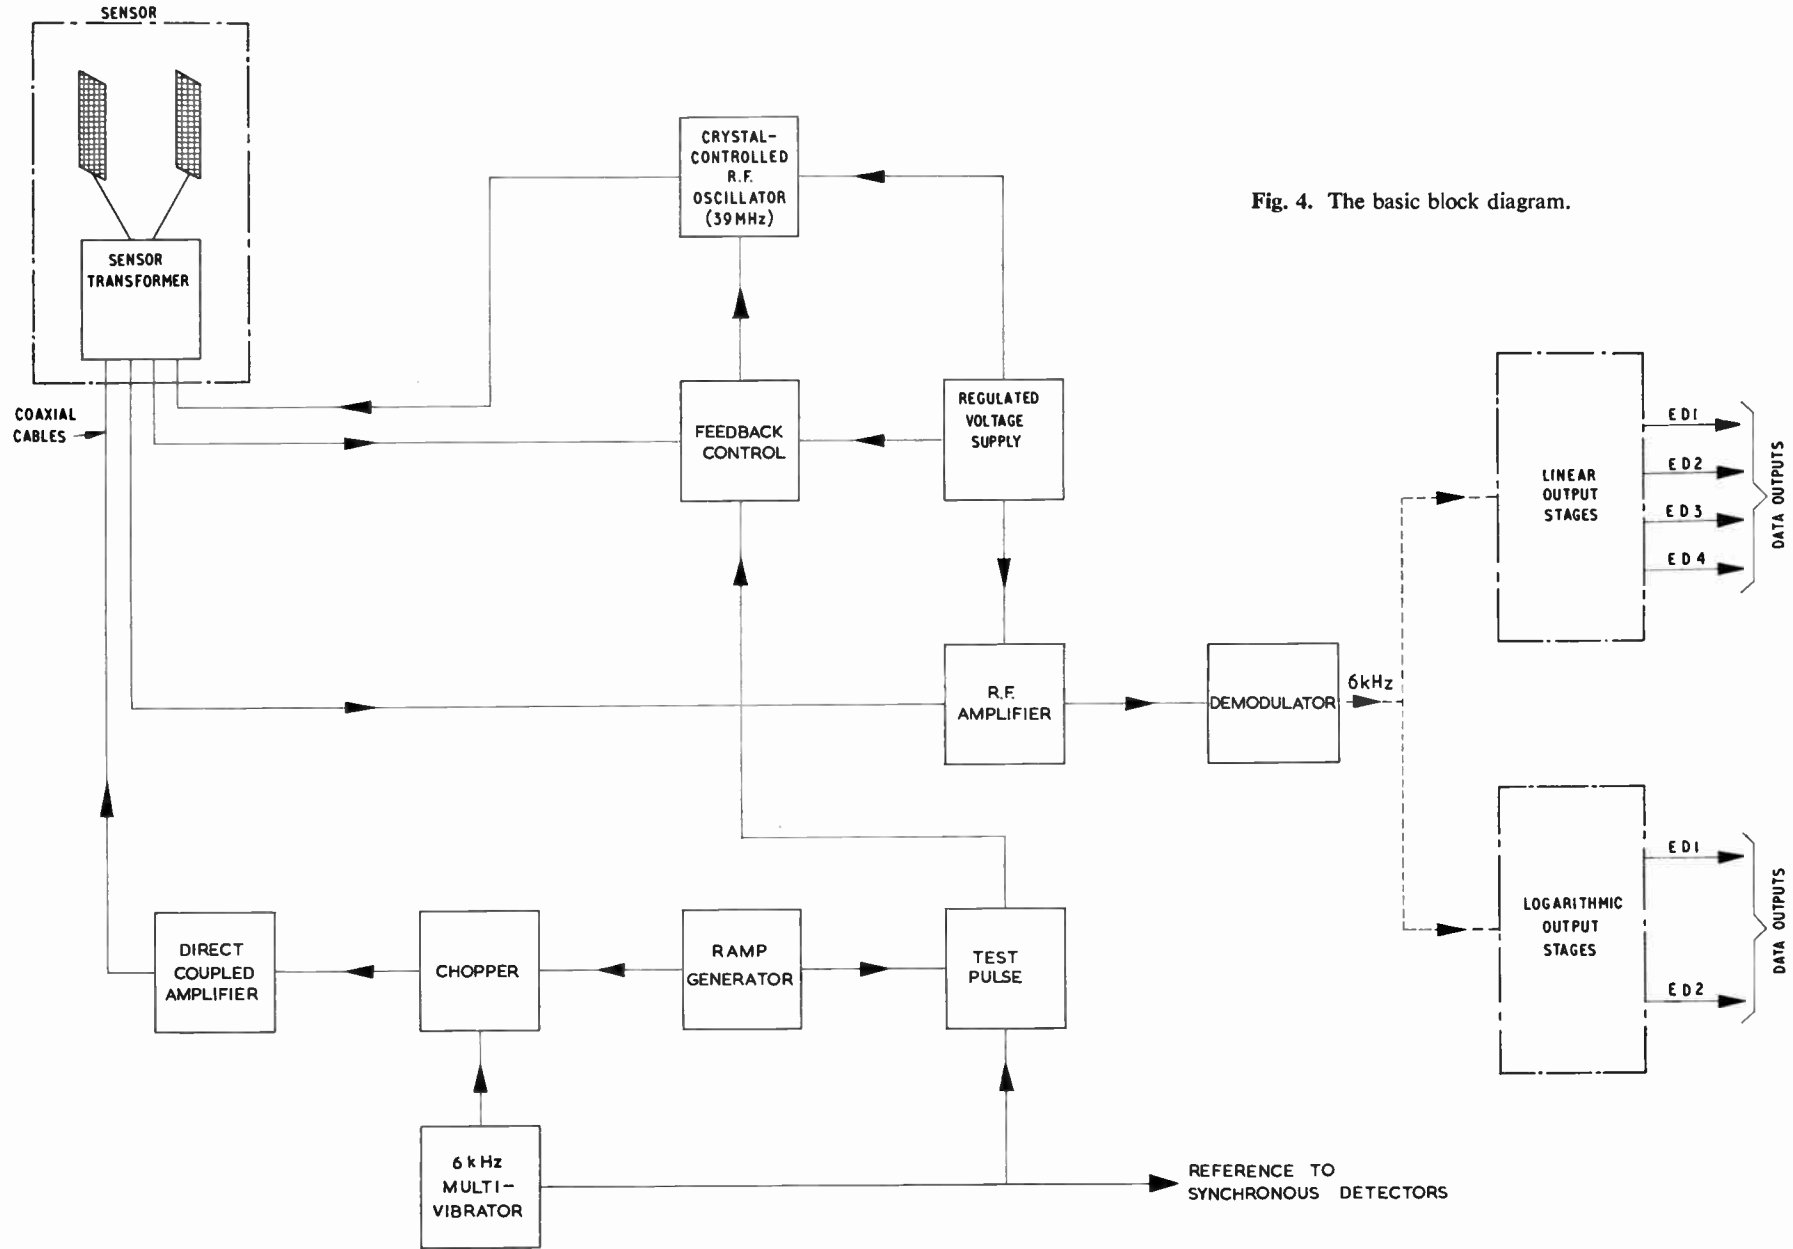 SENSOR
SENSOR
TRANSFORMER
COAXIAL
CABLES
CRYSTAL-
CONTROLLED
R.F.
OSCILLATOR
(39MHz)
Fig. 4. The basic block diagram.
FEEDBACK
CONTROL
REGULATED
VOLTAGE
SUPPLY
LINEAR
OUTPUT
STAGES
ED1
ED2
ED3
ED4
DATA OUTPUTS
R.F.
AMPLIFIER
DEMODULATOR
6kHz
LOGARITHMIC
OUTPUT
STAGES
ED1
ED2
DATA OUTPUTS
DIRECT
COUPLED
AMPLIFIER
CHOPPER
RAMP
GENERATOR
TEST
PULSE
6kHz
MULTI-
VIBRATOR
REFERENCE TO
SYNCHRONOUS DETECTORS